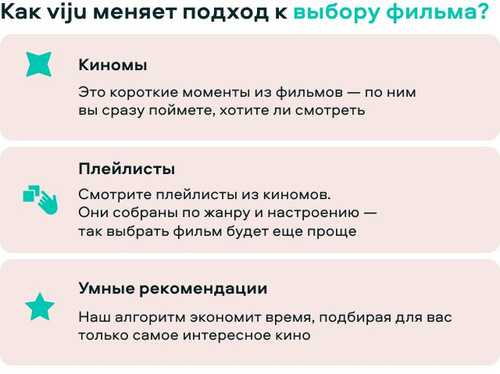 Как viju меняет подход к выбору фильма?
Киномы
Это короткие моменты из фильмов — по ним
вы сразу поймете, хотите ли смотреть
Плейлисты
Смотрите плейлисты из киномов.
Они собраны по жанру и настроению —
так выбрать фильм будет еще проще
Умные рекомендации
Наш алгоритм экономит время, подбирая для вас
только самое интересное кино